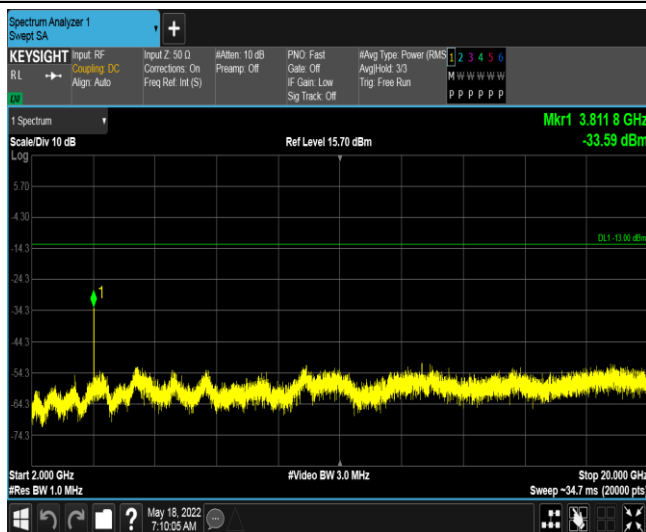 Spectrum Analyzer 1
Swept SA
+
KEYSIGHT
RL
Input: RF
Coupling: DC
Align: Auto
Input Z: 50 Ω
Corrections: On
Freq Ref: Int (S)
#Atten: 10 dB
Preamp: Off
PNO: Fast
Gate: Off
IF Gain: Low
Sig Track: Off
#Avg Type: Power (RMS
Avg|Hold: 3/3
Trig: Free Run
1 2 3 4 5 6
M W W W W W
P P P P P P
1 Spectrum
Scale/Div 10 dB
Log
Ref Level 15.70 dBm
Mkr1 3.811 8 GHz
-33.59 dBm
5.70
-4.30
-14.3
-24.3
-34.3
-44.3
-54.3
-64.3
-74.3
DL1 -13.00 dBm
1
Start 2.000 GHz
#Res BW 1.0 MHz
#Video BW 3.0 MHz
Stop 20.000 GHz
Sweep ~34.7 ms (20000 pts)
?
May 18, 2022
7:10:05 AM